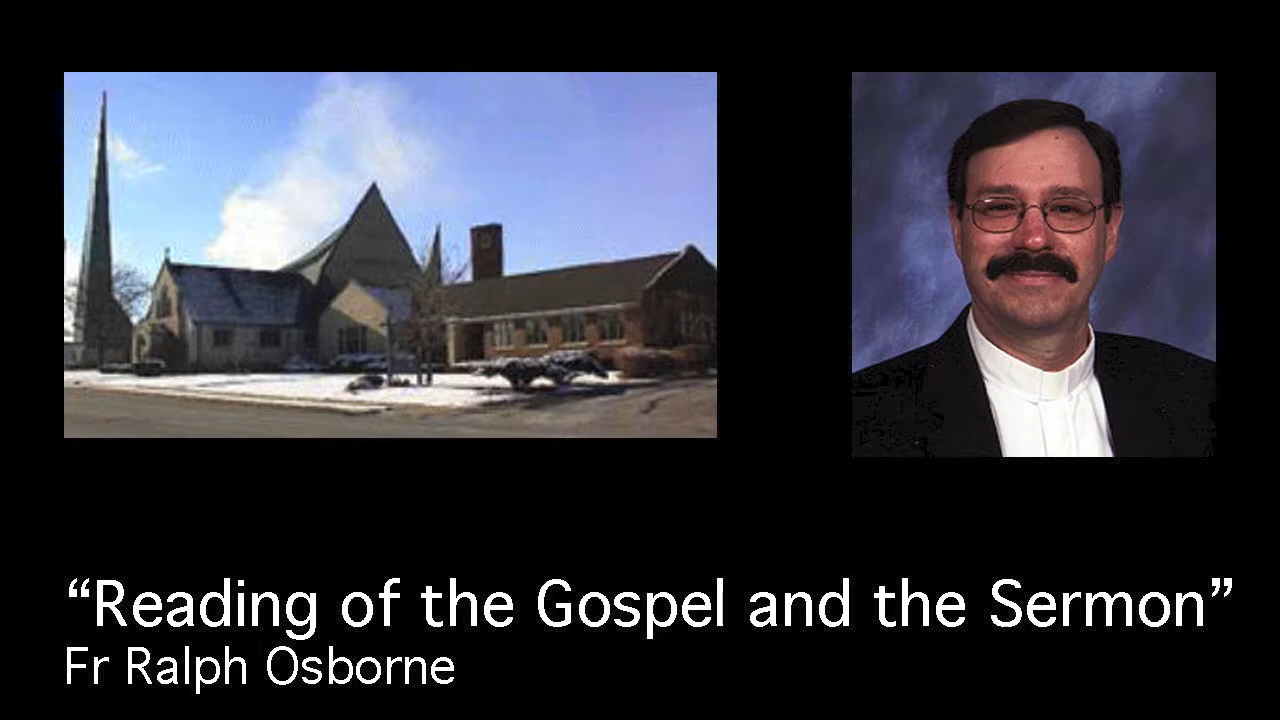 “Reading of the Gospel and the Sermon”
Fr Ralph Osborne